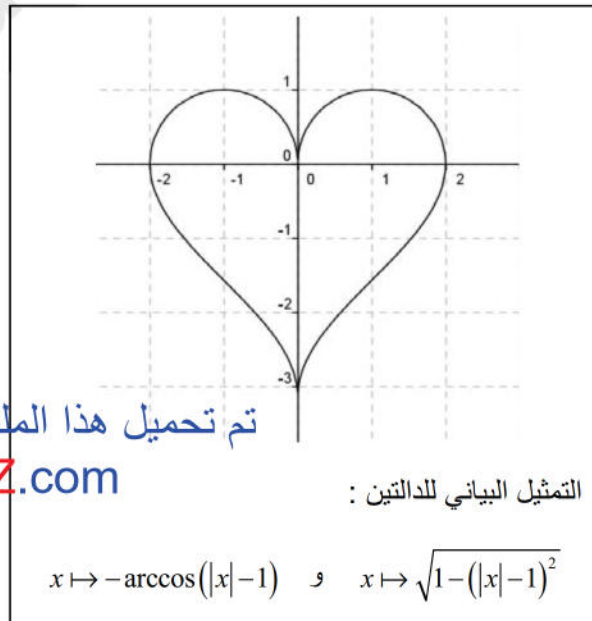 1
0
-2 -1 0 1 2
-1
-2
-3
تم تحميل هذا
.com
التمثيل البياني للدالتين :
x ↦ √(1-(|x|-1)²) و x ↦ -arccos(|x|-1)